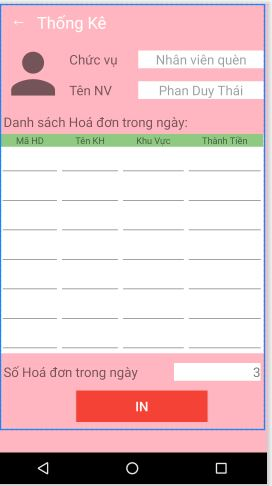 ← Thống Kê
Chức vụ Nhân viên quèn
Tên NV Phan Duy Thái
Danh sách Hoá đơn trong ngày:
Mã HD Tên KH Khu Vực Thành Tiền
Số Hoá đơn trong ngày 3
IN